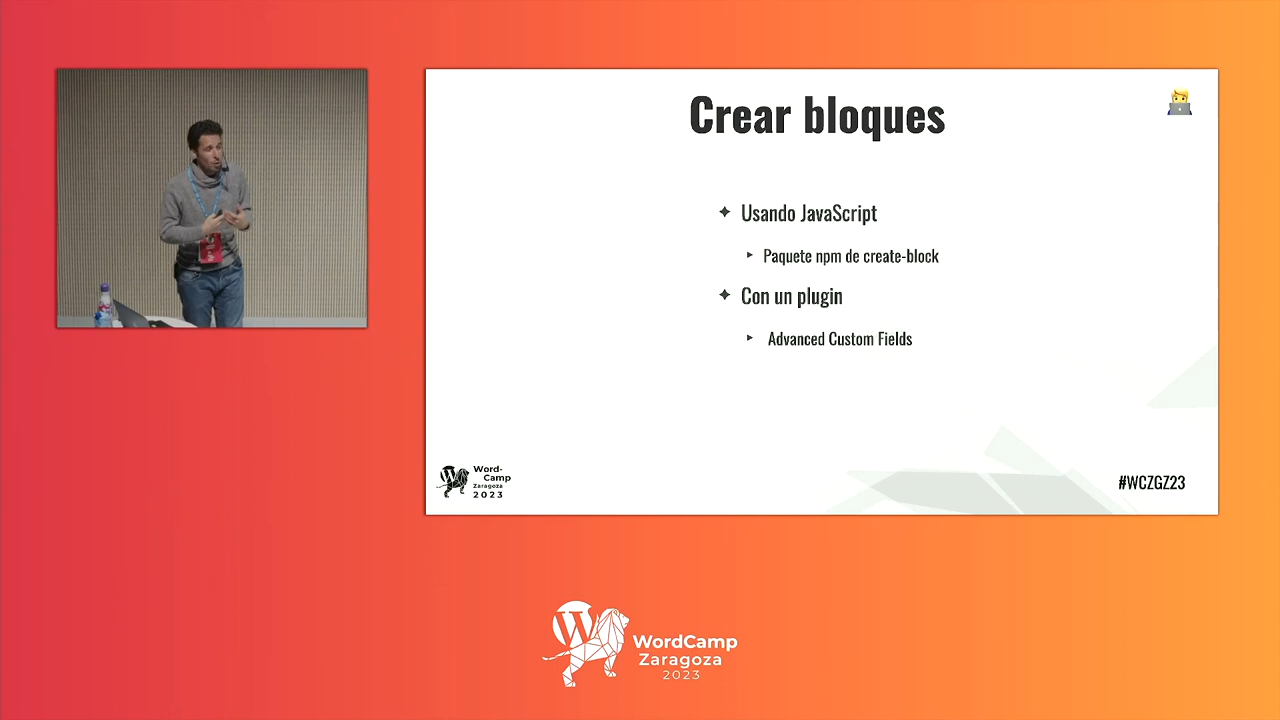 Crear bloques
Usando JavaScript
Paquete npm de create-block
Con un plugin
Advanced Custom Fields
Word-
Camp
Zaragoza
2023
#WCZGZ23
WordCamp
Zaragoza
2023